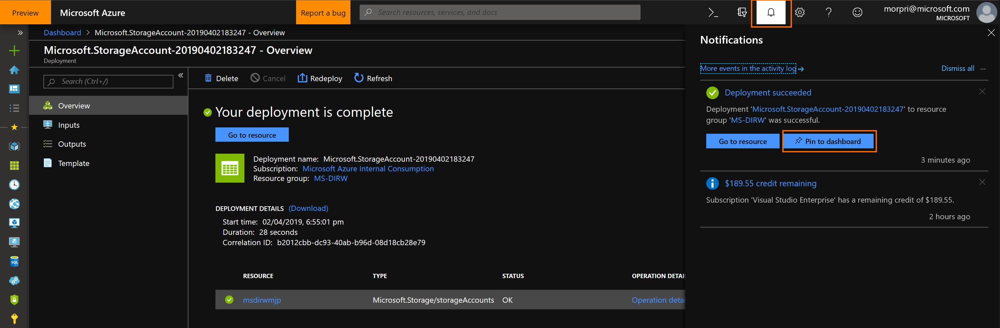 Preview
Microsoft Azure
Report a bug
Search resources, services, and docs
morpri@microsoft.com
MICROSOFT
Dashboard > Microsoft.StorageAccount-20190402183247 - Overview
Microsoft.StorageAccount-20190402183247 - Overview
Deployment
Search (Ctrl+/)
Overview
Inputs
Outputs
Template
SQL
Delete
Cancel
Redeploy
Refresh
Your deployment is complete
Go to resource
Deployment name: Microsoft.StorageAccount-20190402183247
Subscription: Microsoft Azure Internal Consumption
Resource group: MS-DIRW
DEPLOYMENT DETAILS (Download)
Start time: 02/04/2019, 6:55:01 pm
Duration: 28 seconds
Correlation ID: b2012cbb-dc93-40ab-b96d-08d18cb28e79
RESOURCE TYPE STATUS OPERATION DETAI
msdirwmjp Microsoft.Storage/storageAccounts OK Operation detai
Notifications
More events in the activity log →
Dismiss all ...
Deployment succeeded
Deployment 'Microsoft.StorageAccount-20190402183247' to resource
group 'MS-DIRW' was successful.
Go to resource
Pin to dashboard
3 minutes ago
$189.55 credit remaining
Subscription 'Visual Studio Enterprise' has a remaining credit of $189.55.
2 hours ago